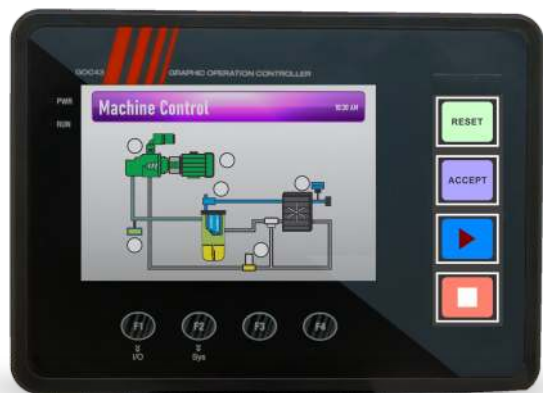 GOC43 GRAPHIC OPERATION CONTROLLER
PWR
RUN
Machine Control 10:30 AM
RESET
ACCEPT
F1 F2 F3 F4
I/O Sys